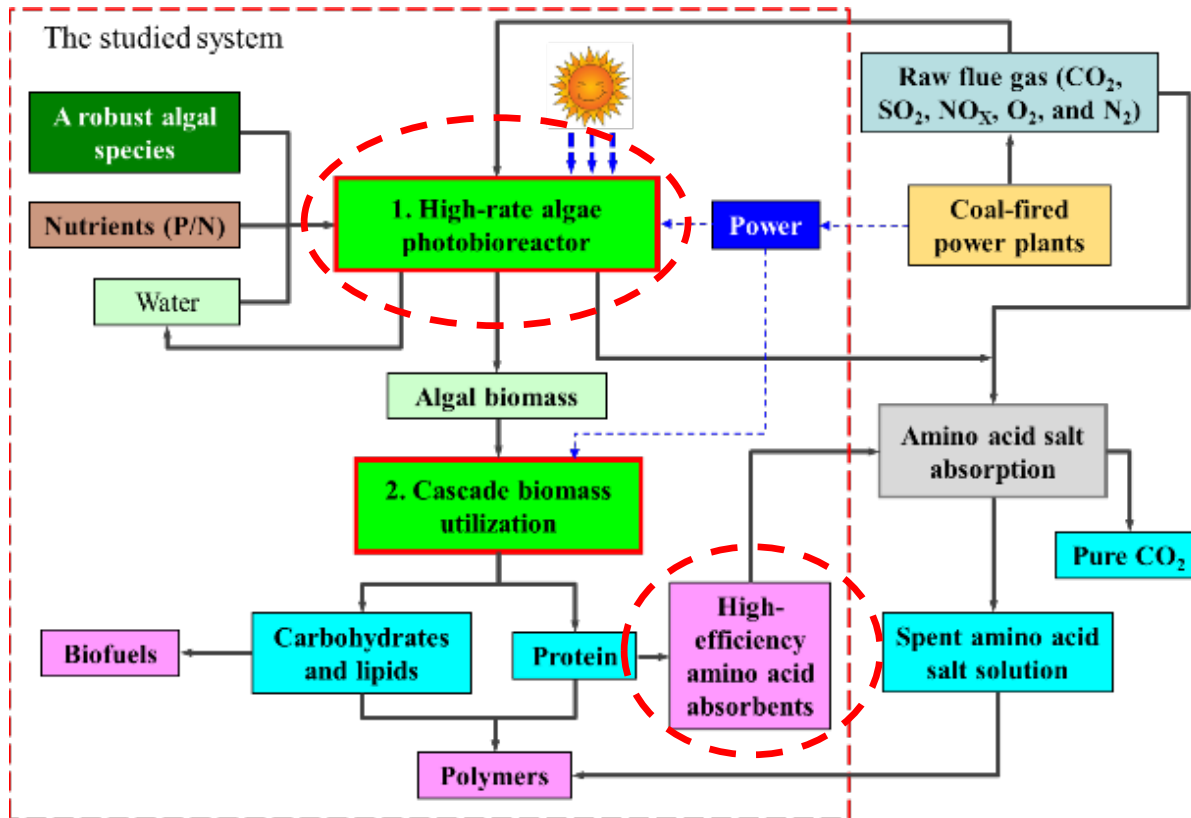 The studied system
Raw flue gas (CO₂,
SO₂, NOₓ, O₂, and N₂)
A robust algal
species
1. High-rate algae
photobioreactor
Nutrients (P/N)
Power
Coal-fired
power plants
Water
Algal biomass
Amino acid salt
absorption
2. Cascade biomass
utilization
Pure CO₂
High-
efficiency
amino acid
absorbents
Biofuels
Carbohydrates
and lipids
Protein
Spent amino acid
salt solution
Polymers